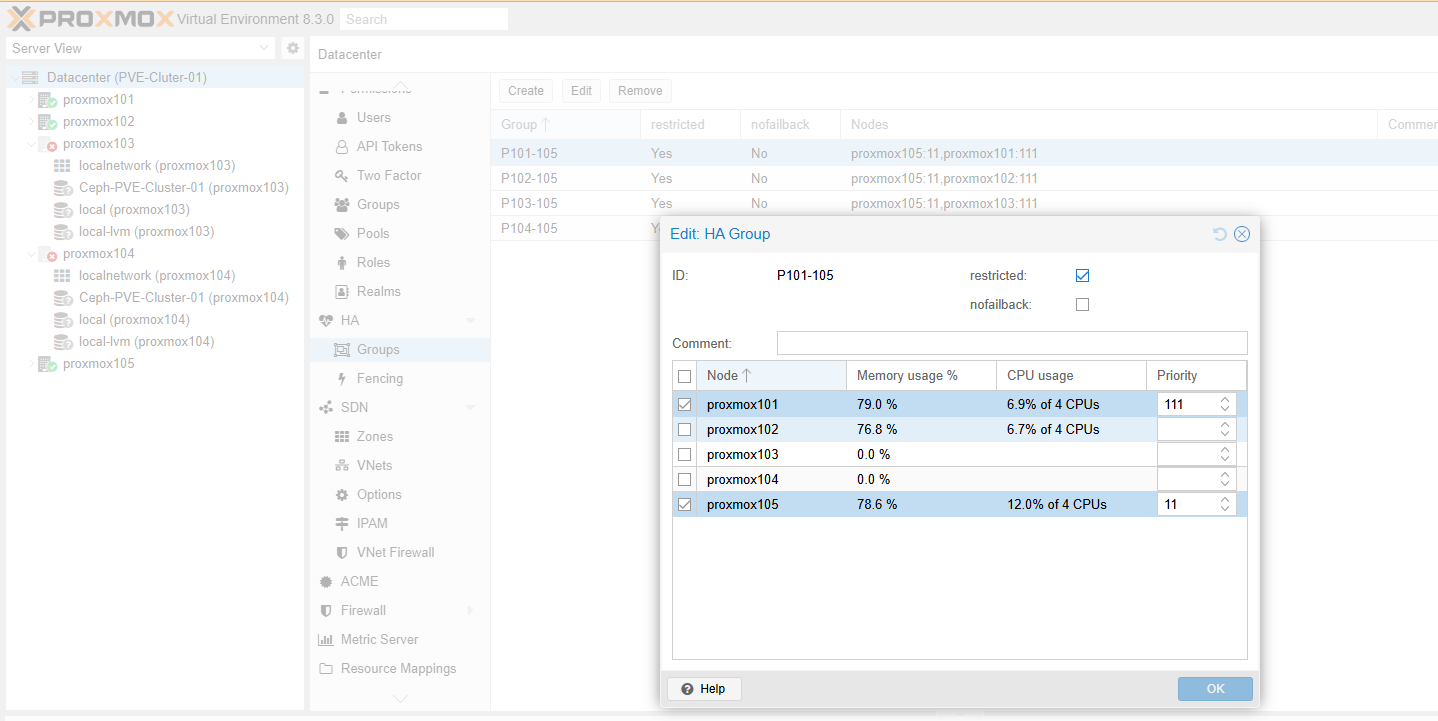 PROXMOX Virtual Environment 8.3.0 Search
Server View
Datacenter (PVE-Cluter-01)
proxmox101
proxmox102
proxmox103
localnetwork (proxmox103)
Ceph-PVE-Cluster-01 (proxmox103)
local (proxmox103)
local-lvm (proxmox103)
proxmox104
localnetwork (proxmox104)
Ceph-PVE-Cluster-01 (proxmox104)
local (proxmox104)
local-lvm (proxmox104)
proxmox105
Datacenter
Permissions
Users
API Tokens
Two Factor
Groups
Pools
Roles
Realms
HA
Groups
Fencing
SDN
Zones
VNets
Options
IPAM
VNet Firewall
ACME
Firewall
Metric Server
Resource Mappings
Create Edit Remove
Group restricted nofailback Nodes Commer
P101-105 Yes No proxmox105:11,proxmox101:111
P102-105 Yes No proxmox105:11,proxmox102:111
P103-105 Yes No proxmox105:11,proxmox103:111
P104-105 Y
Edit: HA Group
ID: P101-105 restricted:
nofailback:
Comment:
Node Memory usage % CPU usage Priority
proxmox101 79.0 % 6.9% of 4 CPUs 111
proxmox102 76.8 % 6.7% of 4 CPUs
proxmox103 0.0 %
proxmox104 0.0 %
proxmox105 78.6 % 12.0% of 4 CPUs 11
Help OK